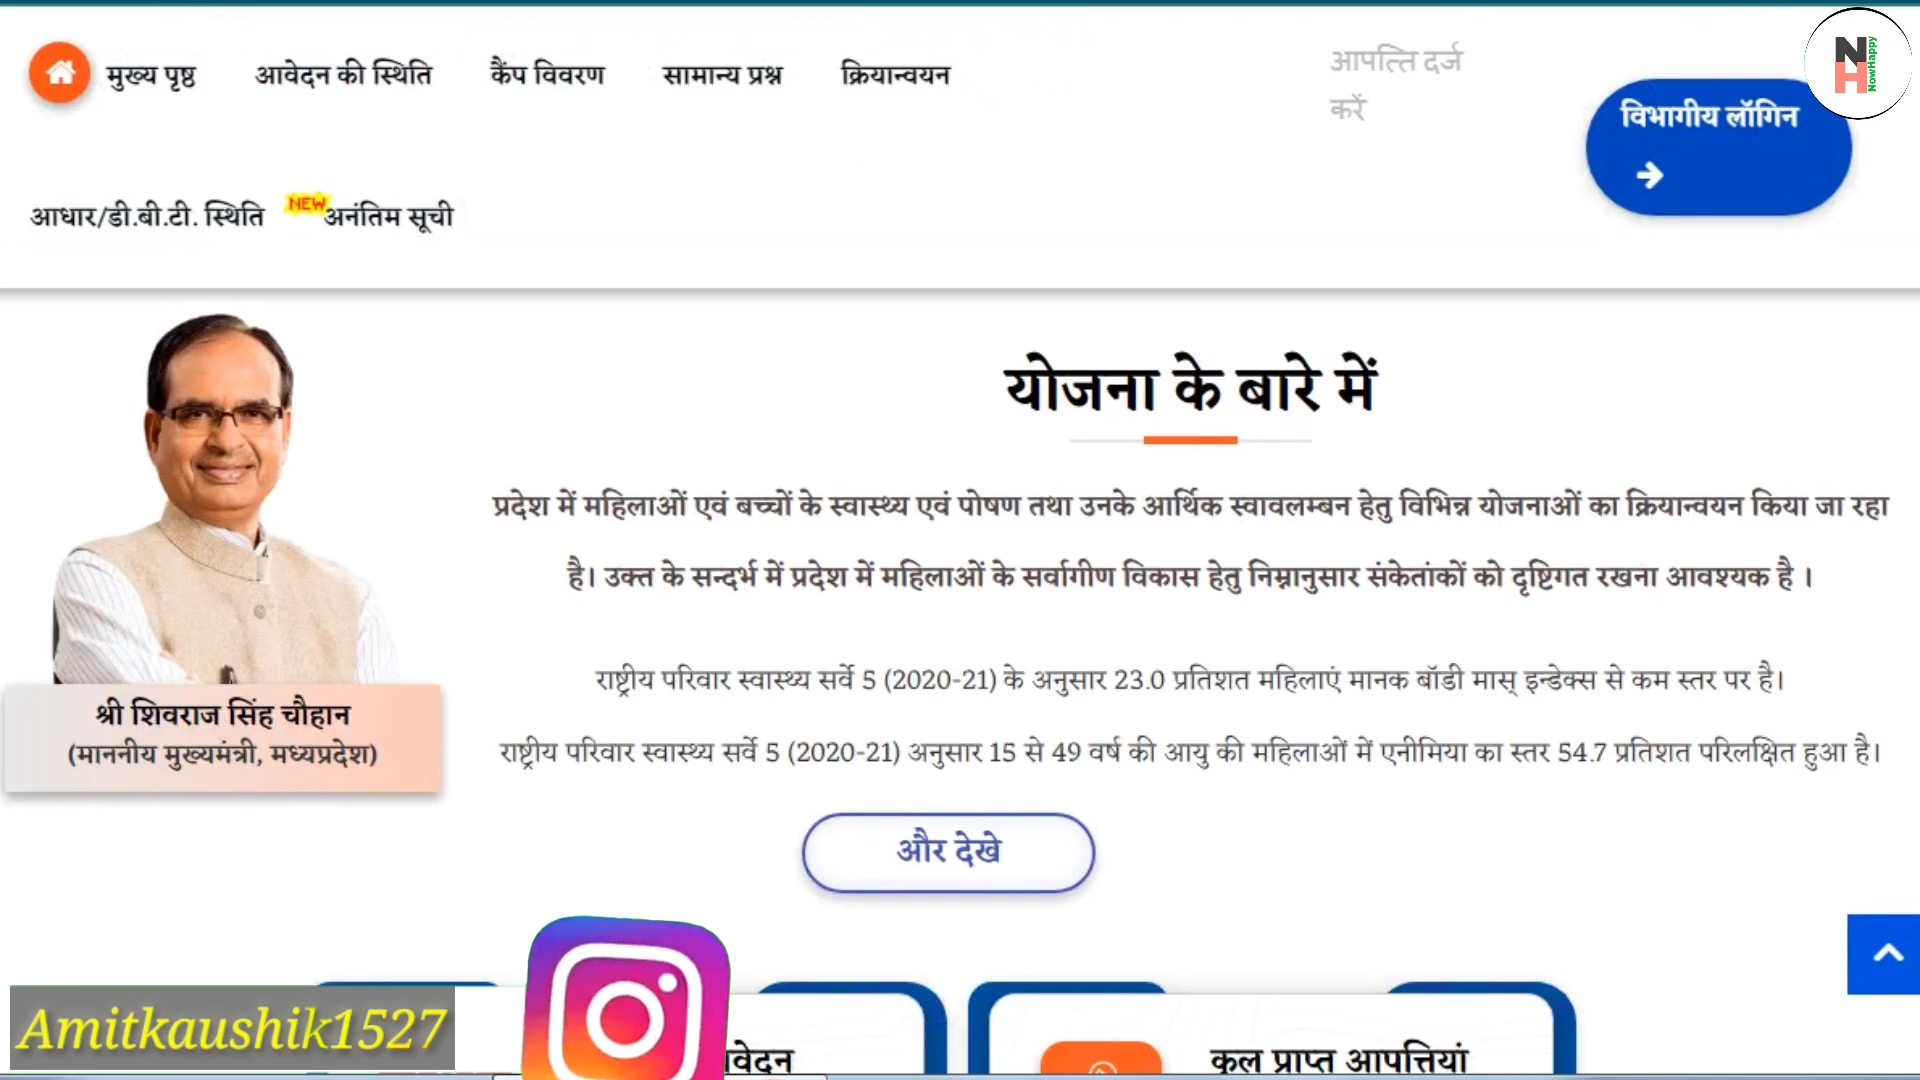 मुख्य पृष्ठ
आवेदन की स्थिति
कैंप विवरण
सामान्य प्रश्न
क्रियान्वयन
आपत्ति दर्ज
करें
विभागीय लॉगिन
NH
NowHappy
आधार/डी.बी.टी. स्थिति
NEW
अनंतिम सूची
योजना के बारे में
प्रदेश में महिलाओं एवं बच्चों के स्वास्थ्य एवं पोषण तथा उनके आर्थिक स्वावलम्बन हेतु विभिन्न योजनाओं का क्रियान्वयन किया जा रहा
है। उक्त के सन्दर्भ में प्रदेश में महिलाओं के सर्वागीण विकास हेतु निम्नानुसार संकेतांकों को दृष्टिगत रखना आवश्यक है ।
राष्ट्रीय परिवार स्वास्थ्य सर्वे 5 (2020-21) के अनुसार 23.0 प्रतिशत महिलाएं मानक बॉडी मास् इन्डेक्स से कम स्तर पर है।
राष्ट्रीय परिवार स्वास्थ्य सर्वे 5 (2020-21) अनुसार 15 से 49 वर्ष की आयु की महिलाओं में एनीमिया का स्तर 54.7 प्रतिशत परिलक्षित हुआ है।
श्री शिवराज सिंह चौहान
(माननीय मुख्यमंत्री, मध्यप्रदेश)
और देखे
Amitkaushik1527
कुल प्राप्त आपत्तियां